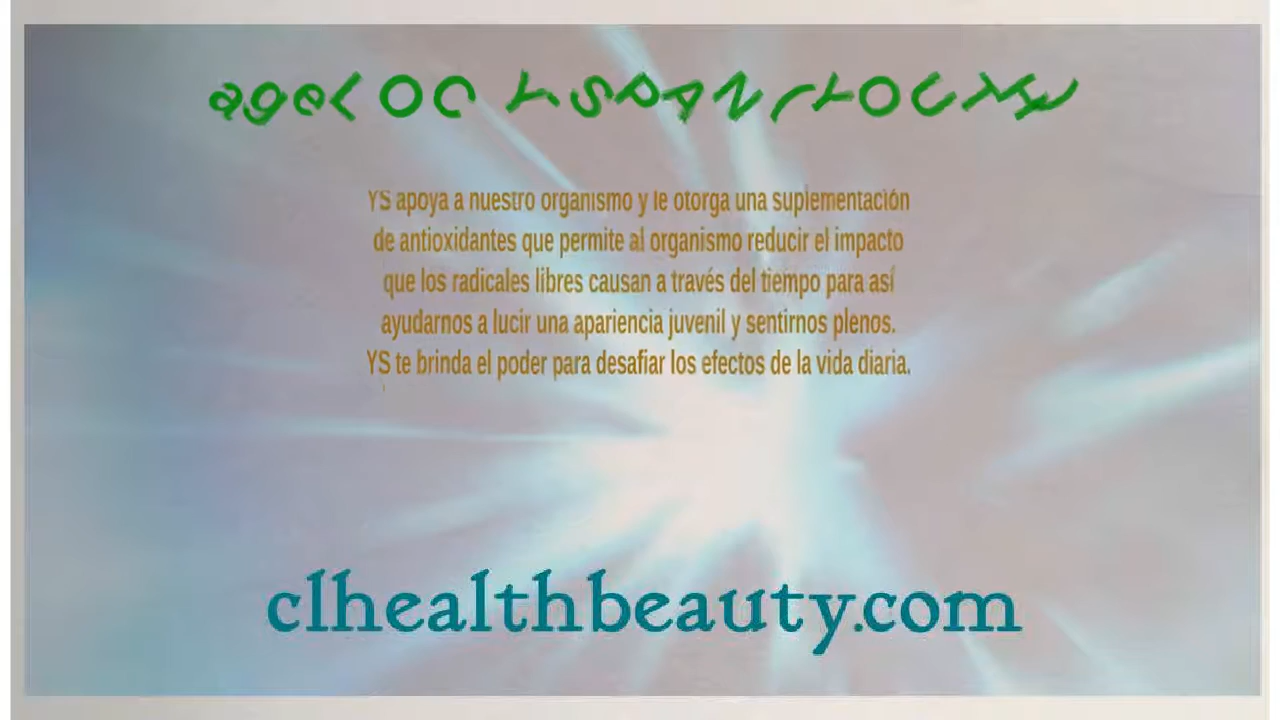 ageLOC YSPAN(YOUTH)
YS apoya a nuestro organismo y le otorga una suplementación
de antioxidantes que permite al organismo reducir el impacto
que los radicales libres causan a través del tiempo para así
ayudarnos a lucir una apariencia juvenil y sentirnos plenos.
YS te brinda el poder para desafiar los efectos de la vida diaria.
clhealthbeauty.com